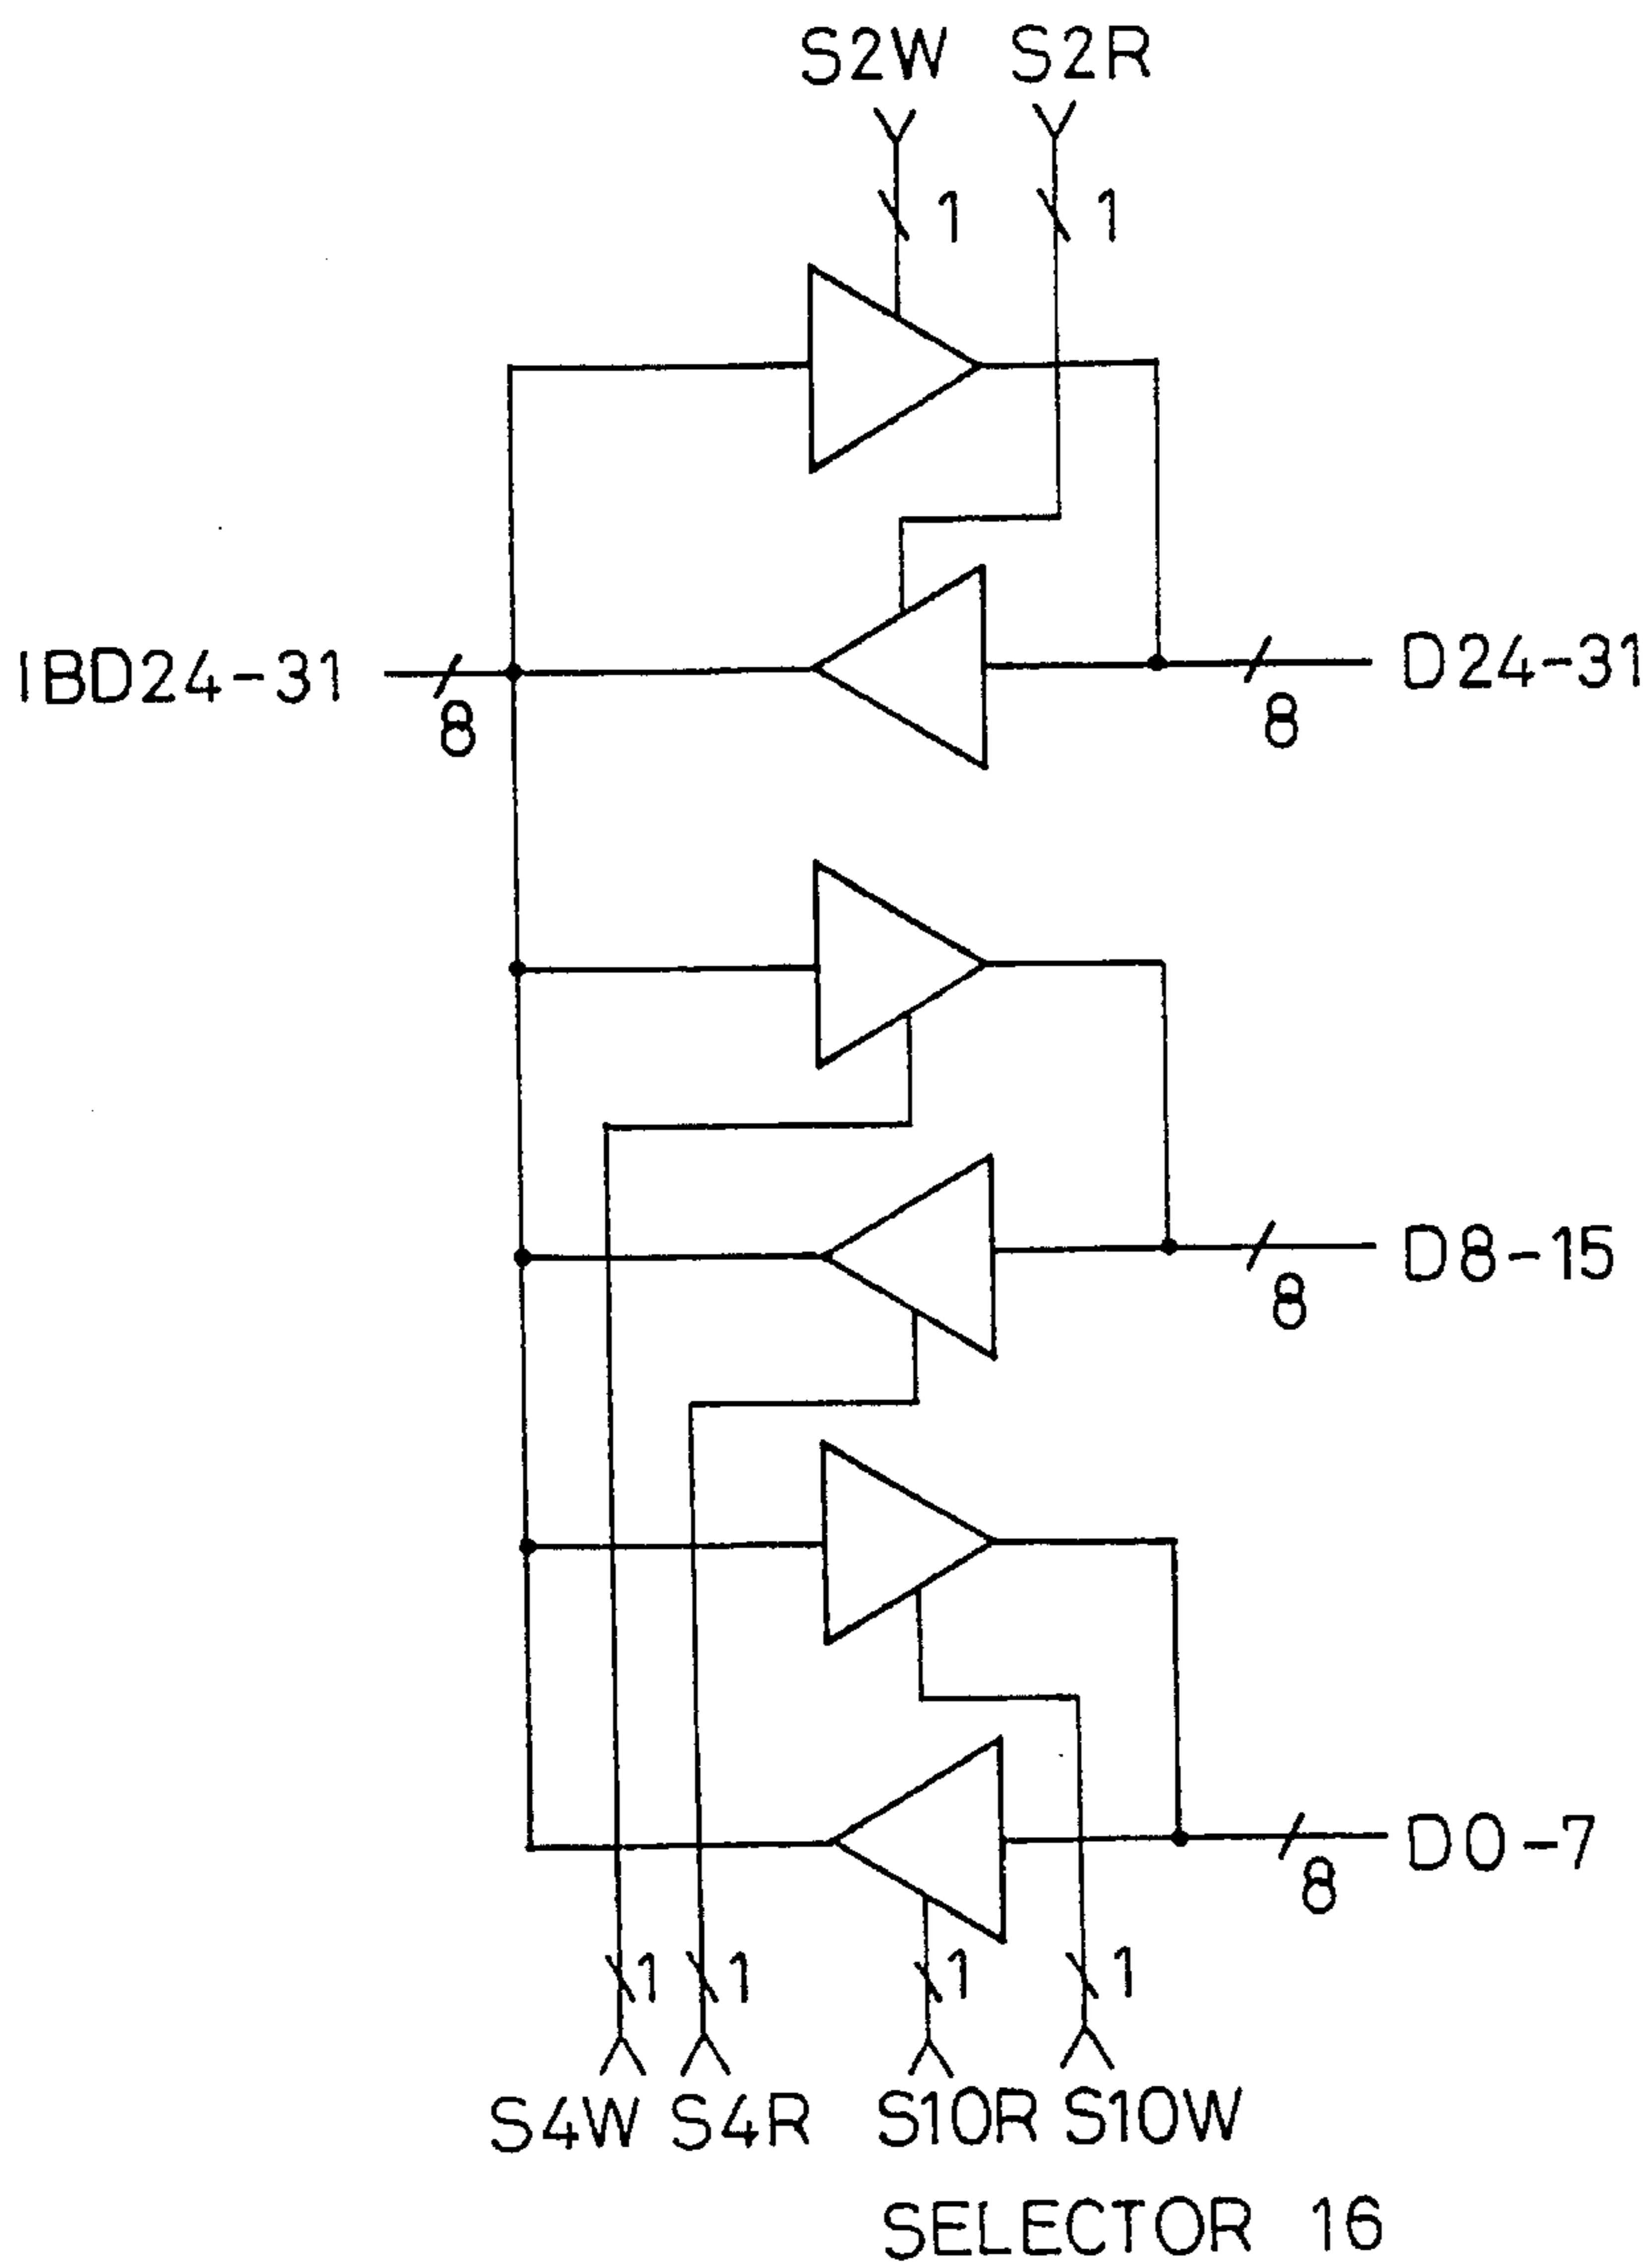 S2W S2R
1 1
IBD24-31 D24-31
8 8
D8-15
8
D0-7
8
1 1 1 1
S4W S4R S10R S10W
SELECTOR 16